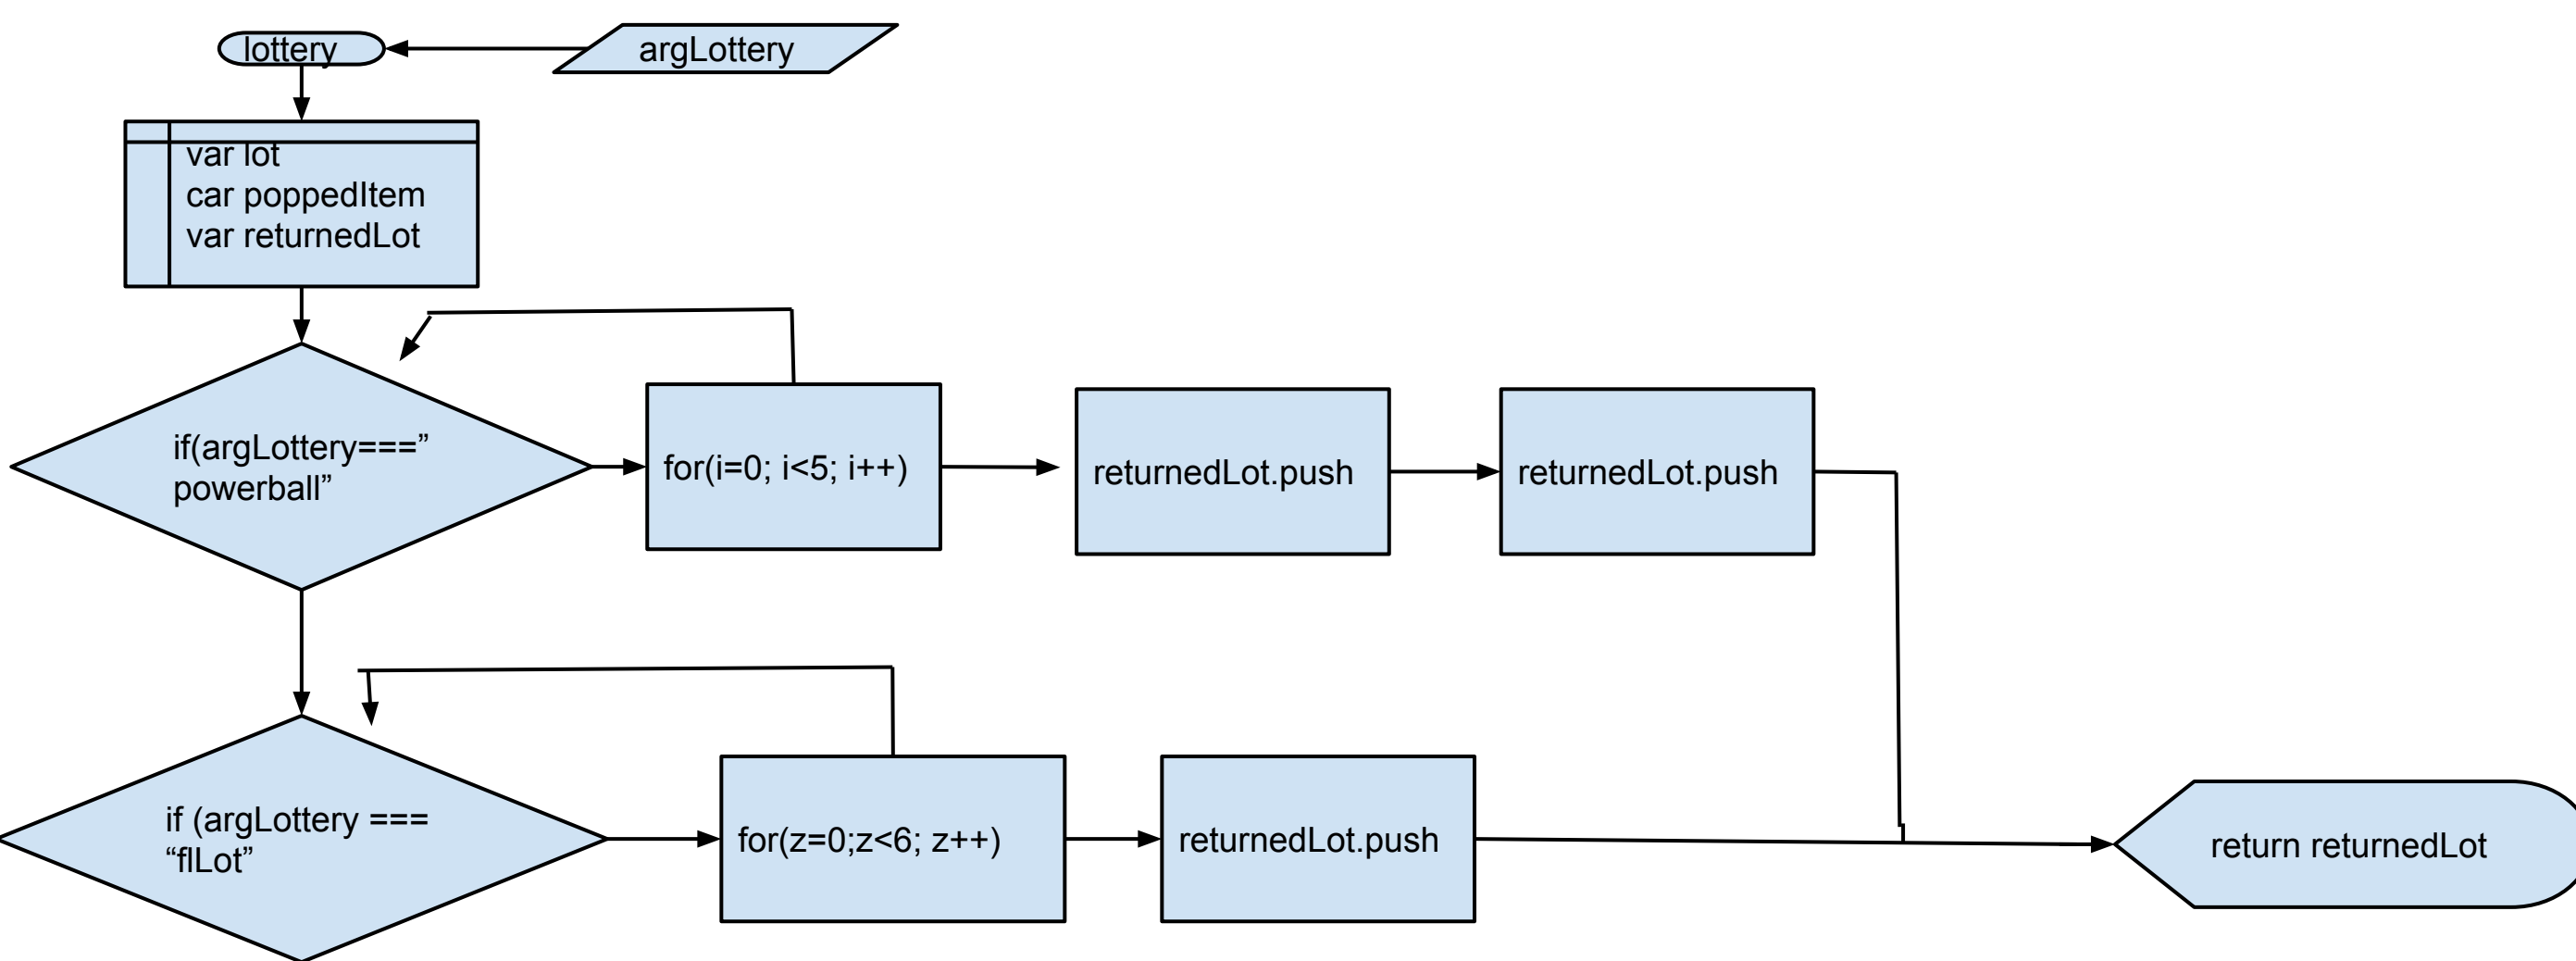 lottery
argLottery
var lot
car poppedItem
var returnedLot
if(argLottery===”
powerball”
for(i=0; i<5; i++)
returnedLot.push
returnedLot.push
if (argLottery ===
“flLot”
for(z=0;z<6; z++)
returnedLot.push
return returnedLot